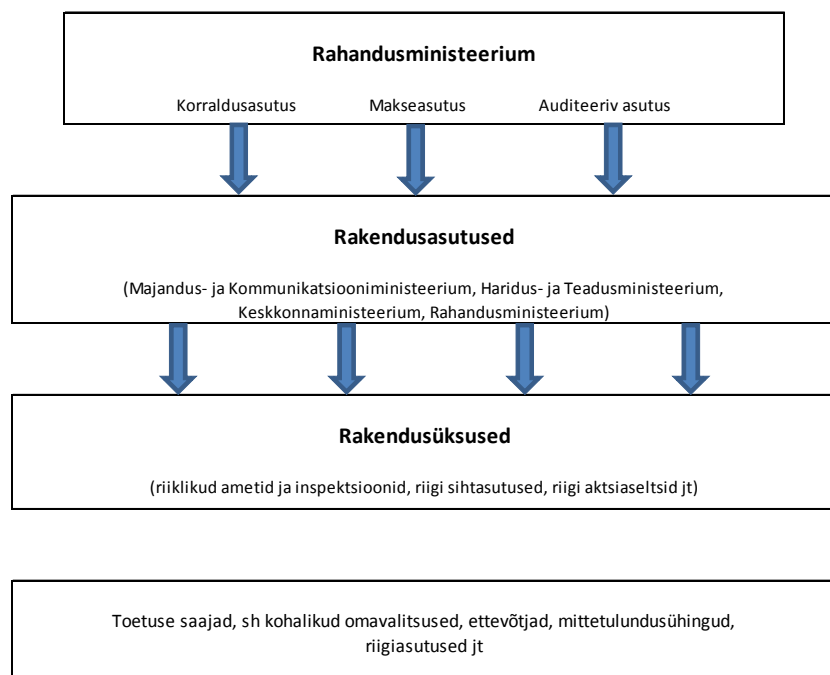 Rahandusministeerium
Korraldusasutus Makseasutus Auditeeriv asutus
Rakendusasutused
(Majandus- ja Kommunikatsiooniministeerium, Haridus- ja Teadusministeerium,
Keskkonnaministeerium, Rahandusministeerium)
Rakendusüksused
(riiklikud ametid ja inspektsioonid, riigi sihtasutused, riigi aktsiaseltsid jt)
Toetuse saajad, sh kohalikud omavalitsused, ettevõtjad, mittetulundusühingud,
riigiasutused jt